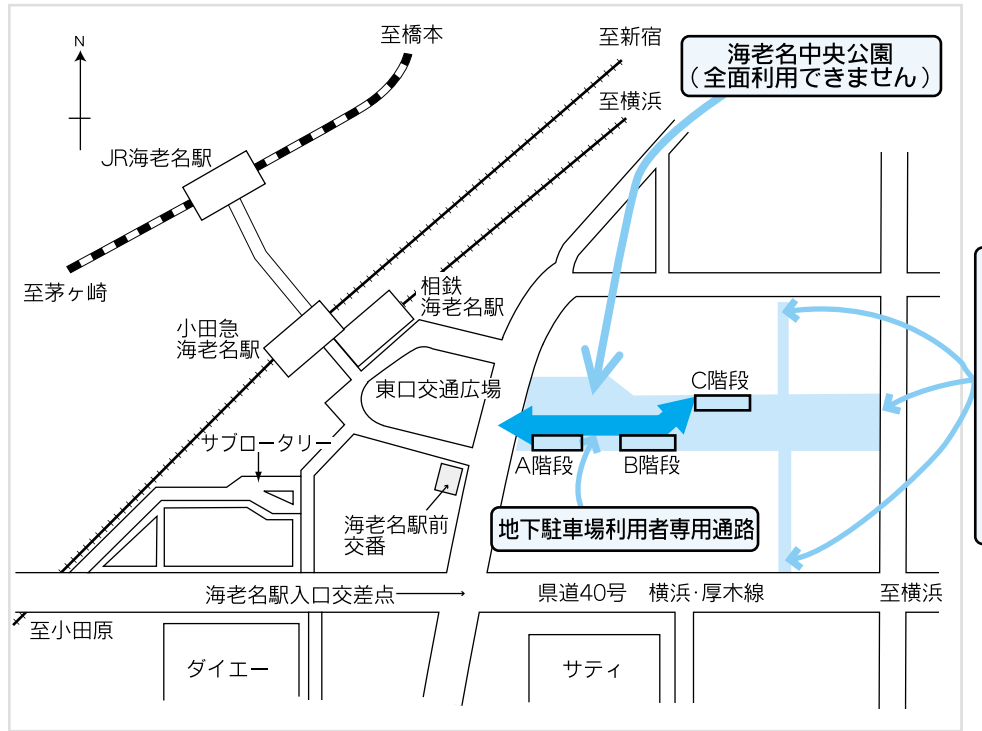 N
至橋本
至新宿
海老名中央公園
(全面利用できません)
至横浜
JR海老名駅
至茅ヶ崎
相鉄
海老名駅
小田急
海老名駅
東口交通広場
C階段
サブロータリー
A階段
B階段
海老名駅前
交番
地下駐車場利用者専用通路
海老名駅入口交差点
県道40号 横浜・厚木線
至横浜
至小田原
ダイエー
サティ